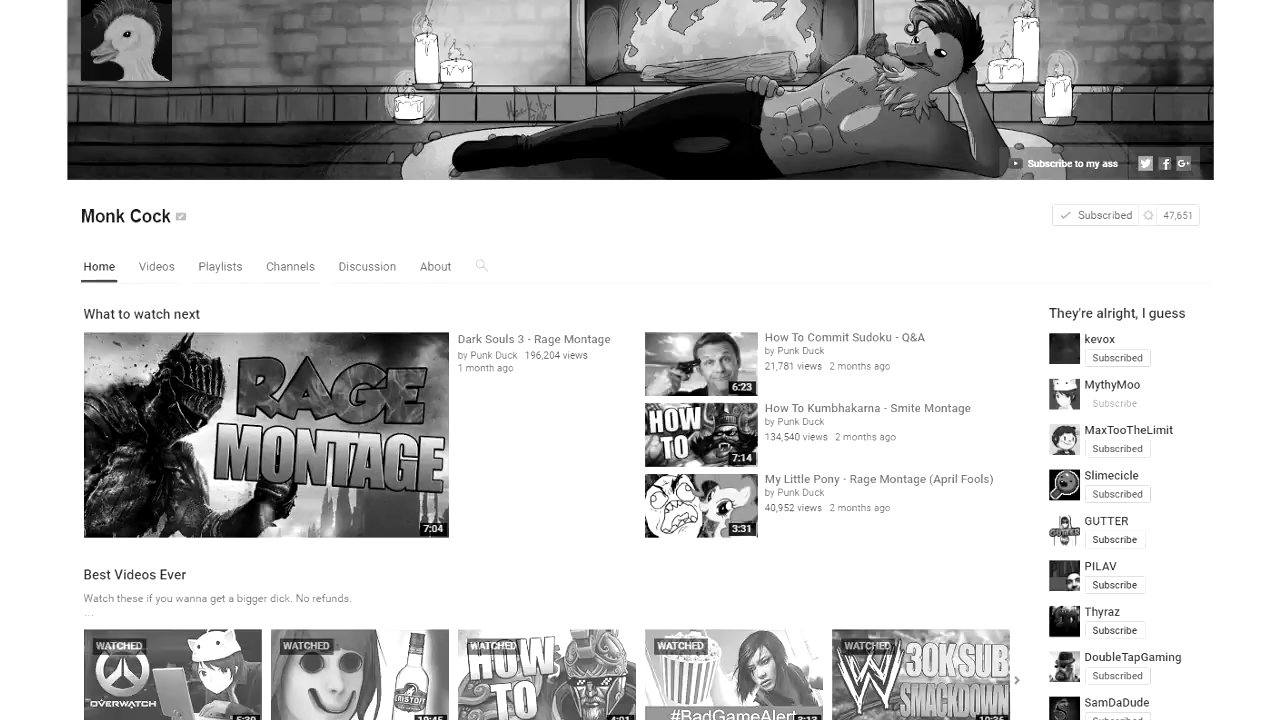 I EAT ASS
Subscribe to my ass
Monk Cock
Subscribed 47,651
Home Videos Playlists Channels Discussion About
What to watch next
RAGE
MONTAGE
7:04
Dark Souls 3 - Rage Montage
by Punk Duck 196,204 views
1 month ago
6:23
How To Commit Sudoku - Q&A
by Punk Duck
21,781 views 2 months ago
HOW
TO
7:14
How To Kumbhakarna - Smite Montage
by Punk Duck
134,540 views 2 months ago
3:31
My Little Pony - Rage Montage (April Fools)
by Punk Duck
40,952 views 2 months ago
They're alright, I guess
kevox
Subscribed
MythyMoo
Subscribe
MaxTooTheLimit
Subscribed
Slimecicle
Subscribed
GUTTER
Subscribe
PILAV
Subscribe
Thyraz
Subscribe
DoubleTapGaming
Subscribed
SamDaDude
Best Videos Ever
Watch these if you wanna get a bigger dick. No refunds.
...
WATCHED
OVERWATCH
WATCHED
WATCHED
HOW
TO
WATCHED
#BadGameAlert
WATCHED
30KSUB
SMACKDOWN